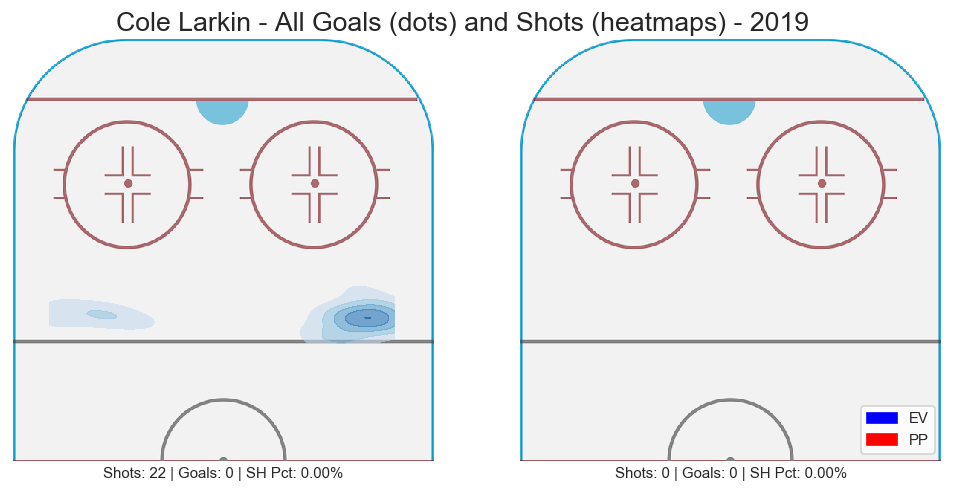 Cole Larkin - All Goals (dots) and Shots (heatmaps) - 2019
EV
PP
Shots: 22 | Goals: 0 | SH Pct: 0.00%
Shots: 0 | Goals: 0 | SH Pct: 0.00%